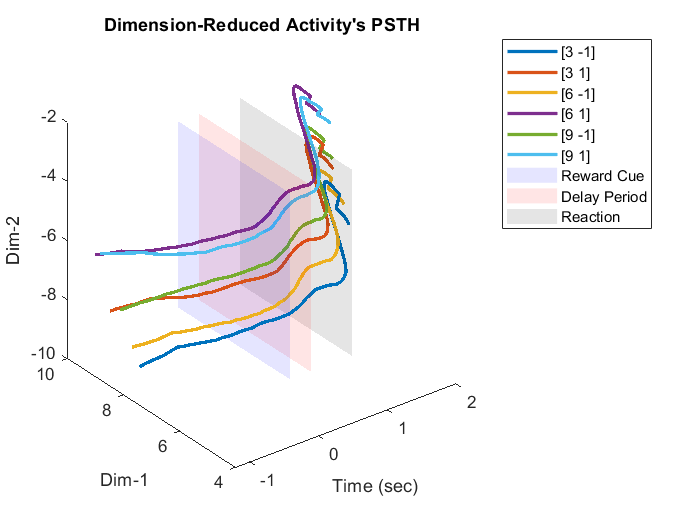 Dimension-Reduced Activity's PSTH
[3 -1]
[3 1]
[6 -1]
[6 1]
[9 -1]
[9 1]
Reward Cue
Delay Period
Reaction
Dim-2
-2
-4
-6
-8
-10
10
8
6
4
Dim-1
-1
0
1
2
Time (sec)